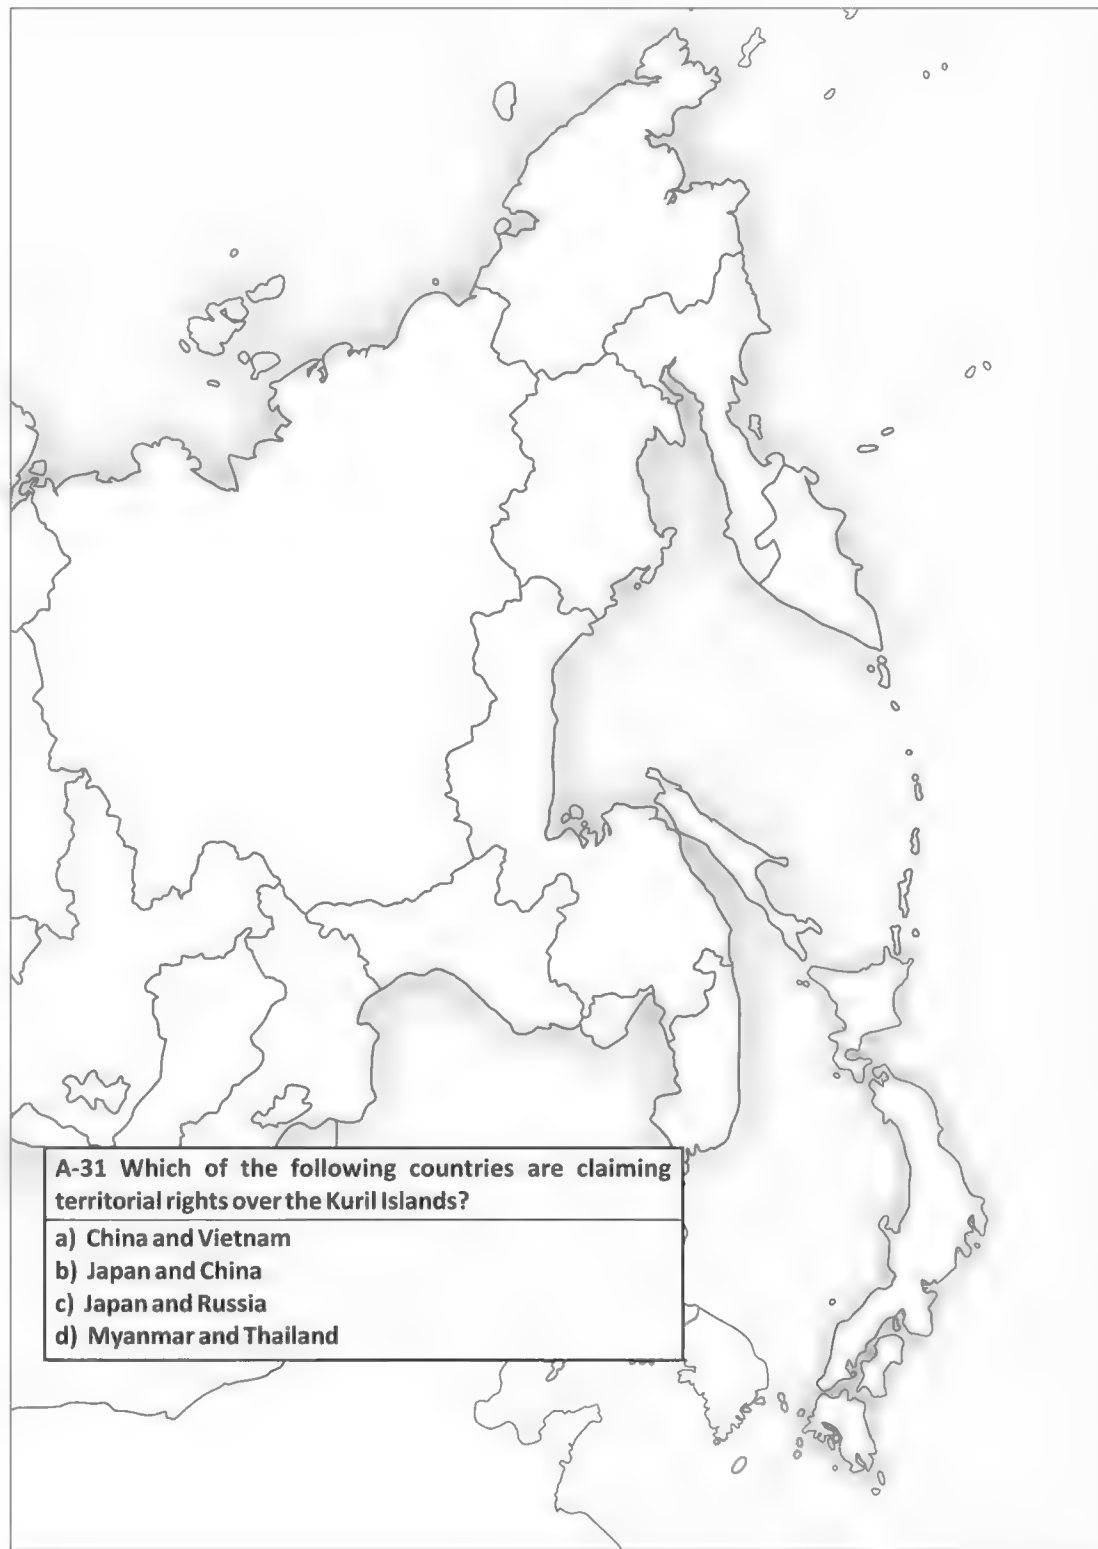 A-31 Which of the following countries are claiming
territorial rights over the Kuril Islands?
a) China and Vietnam
b) Japan and China
c) Japan and Russia
d) Myanmar and Thailand